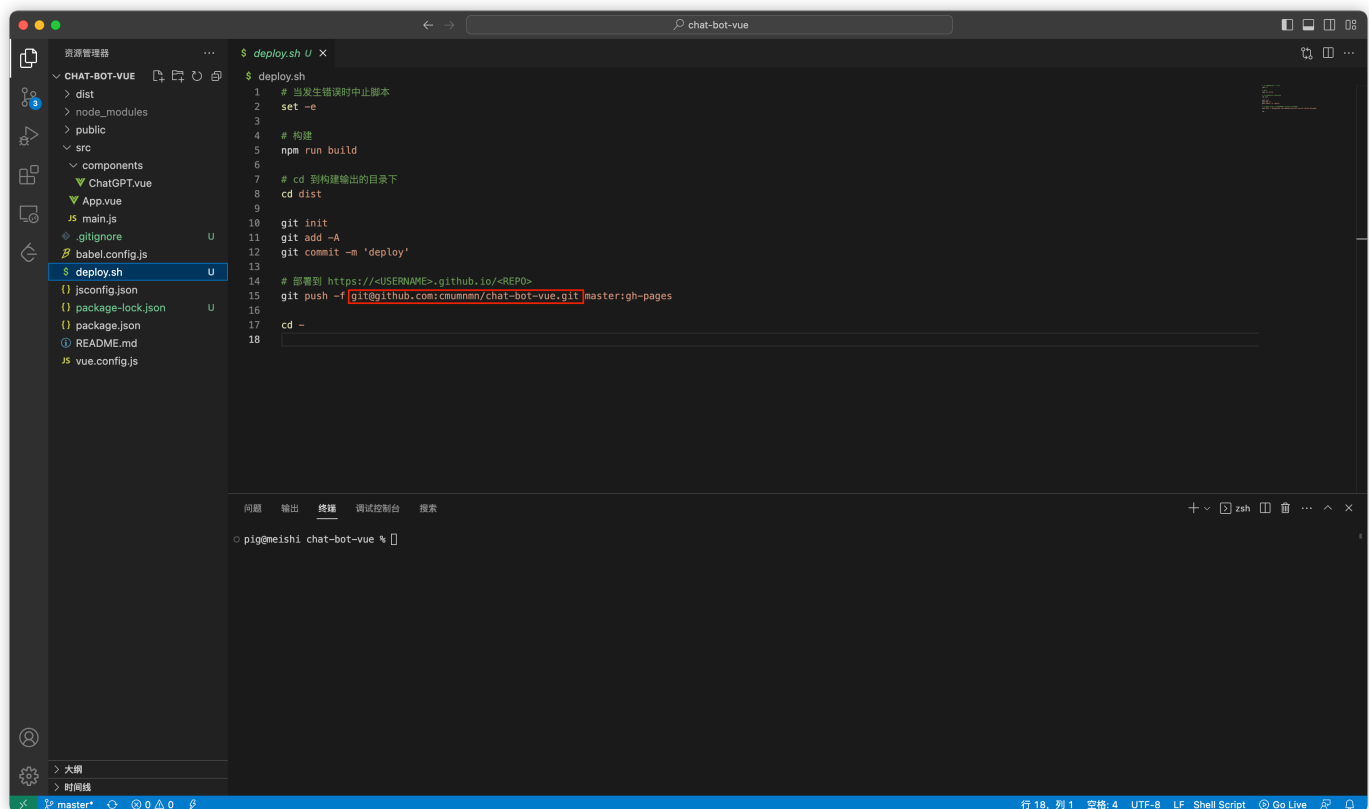 chat-bot-vue
资源管理器
CHAT-BOT-VUE
dist
node_modules
public
src
components
ChatGPT.vue
App.vue
JS main.js
.gitignore U
babel.config.js
$ deploy.sh U
{} jsconfig.json
{} package-lock.json U
{} package.json
README.md
JS vue.config.js
大纲
时间线
3
$ deploy.sh U
$ deploy.sh
1 # 当发生错误时中止脚本
2 set -e
3
4 # 构建
5 npm run build
6
7 # cd 到构建输出的目录下
8 cd dist
9
10 git init
11 git add -A
12 git commit -m 'deploy'
13
14 # 部署到 https://<USERNAME>.github.io/<REPO>
15 git push -f git@github.com:cmumnmn/chat-bot-vue.git master:gh-pages
16
17 cd -
18
问题 输出 终端 调试控制台 搜索
zsh
pig@meishi chat-bot-vue %
master* 0 0 行 18, 列 1 空格: 4 UTF-8 LF Shell Script Go Live